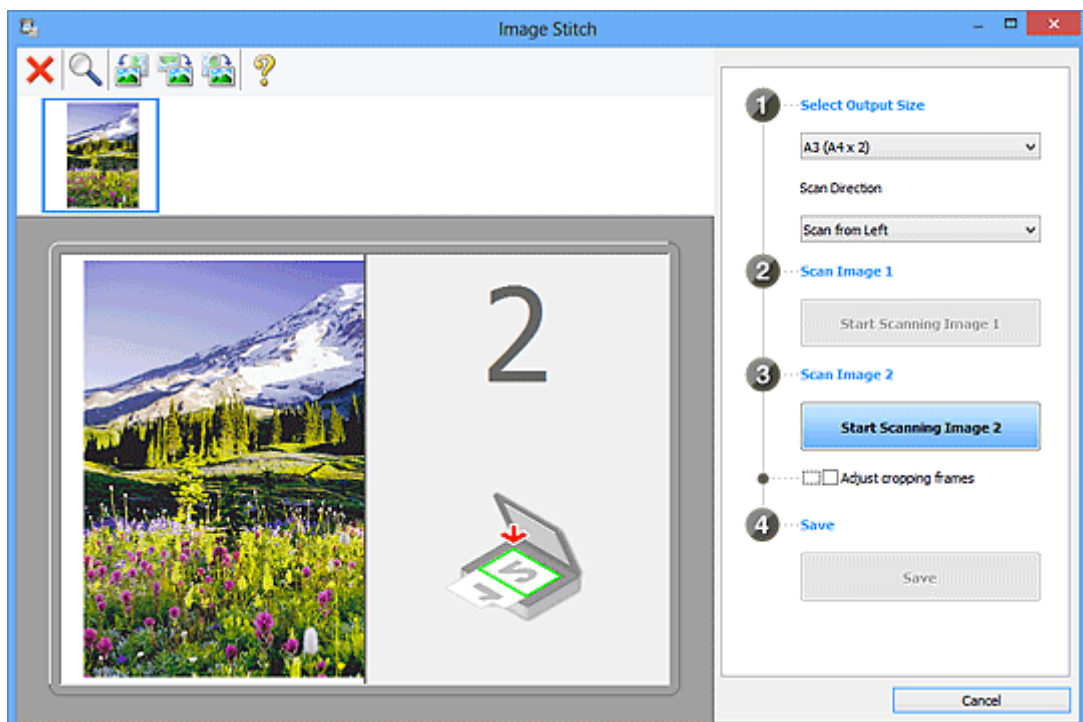 Image Stitch
1
Select Output Size
A3 (A4 x 2)
Scan Direction
Scan from Left
2
Scan Image 1
Start Scanning Image 1
3
Scan Image 2
Start Scanning Image 2
Adjust cropping frames
4
Save
Save
2
1
2
Cancel